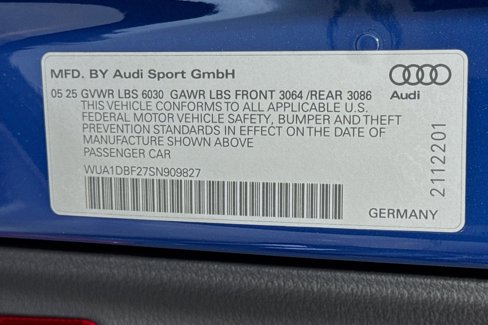 MFD. BY Audi Sport GmbH
05 25 GVWR LBS 6030 GAWR LBS FRONT 3064 /REAR 3086
THIS VEHICLE CONFORMS TO ALL APPLICABLE U.S.
FEDERAL MOTOR VEHICLE SAFETY, BUMPER AND THEFT
PREVENTION STANDARDS IN EFFECT ON THE DATE OF
MANUFACTURE SHOWN ABOVE
PASSENGER CAR
WUA1DBF27SN909827
Audi
2112201
GERMANY